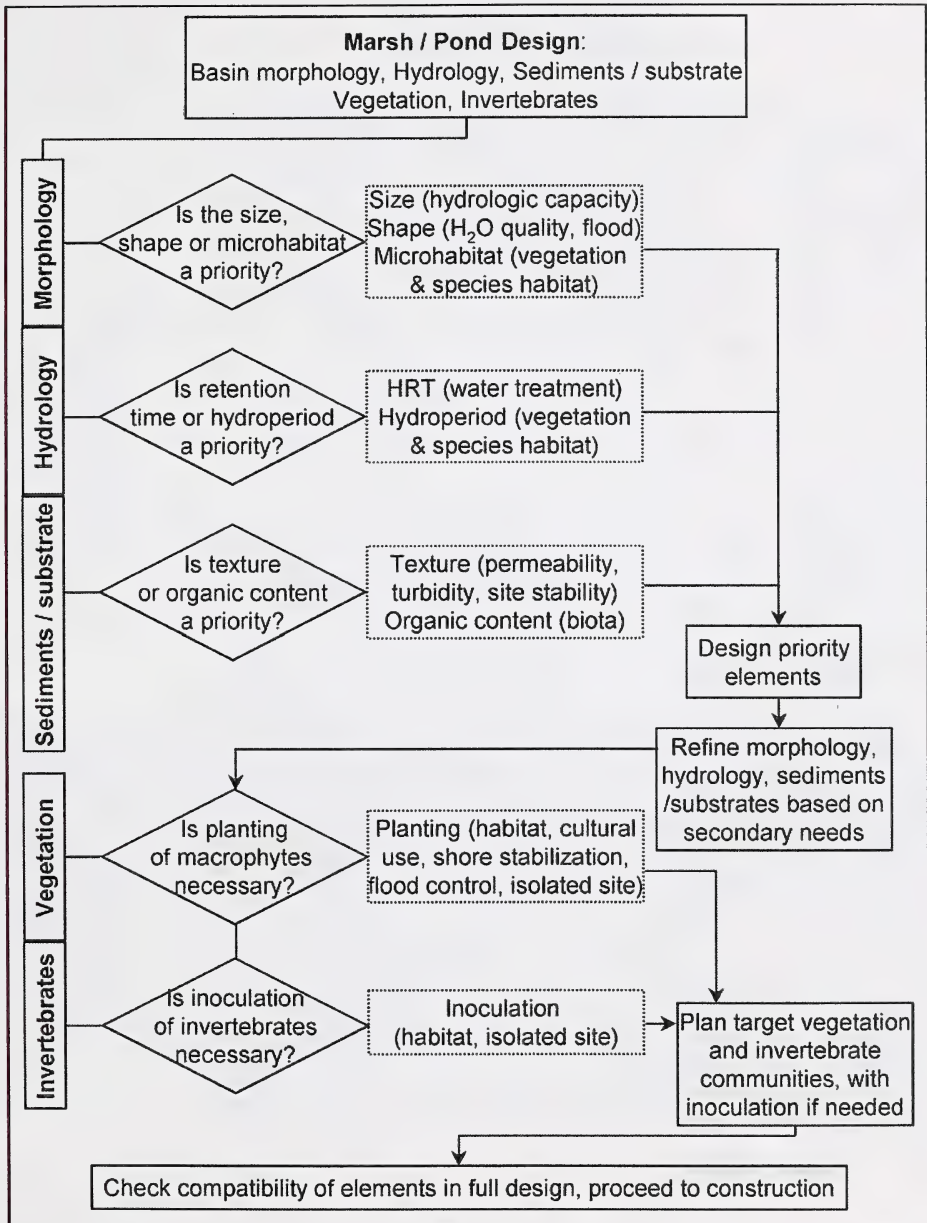 Marsh / Pond Design:
Basin morphology, Hydrology, Sediments / substrate
Vegetation, Invertebrates
Morphology
Is the size,
shape or microhabitat
a priority?
Size (hydrologic capacity)
Shape (H₂O quality, flood)
Microhabitat (vegetation
& species habitat)
Hydrology
Is retention
time or hydroperiod
a priority?
HRT (water treatment)
Hydroperiod (vegetation
& species habitat)
Sediments / substrate
Is texture
or organic content
a priority?
Texture (permeability,
turbidity, site stability)
Organic content (biota)
Design priority
elements
Refine morphology,
hydrology, sediments
/substrates based on
secondary needs
Vegetation
Is planting
of macrophytes
necessary?
Planting (habitat, cultural
use, shore stabilization,
flood control, isolated site)
Invertebrates
Is inoculation
of invertebrates
necessary?
Inoculation
(habitat, isolated site)
Plan target vegetation
and invertebrate
communities, with
inoculation if needed
Check compatibility of elements in full design, proceed to construction